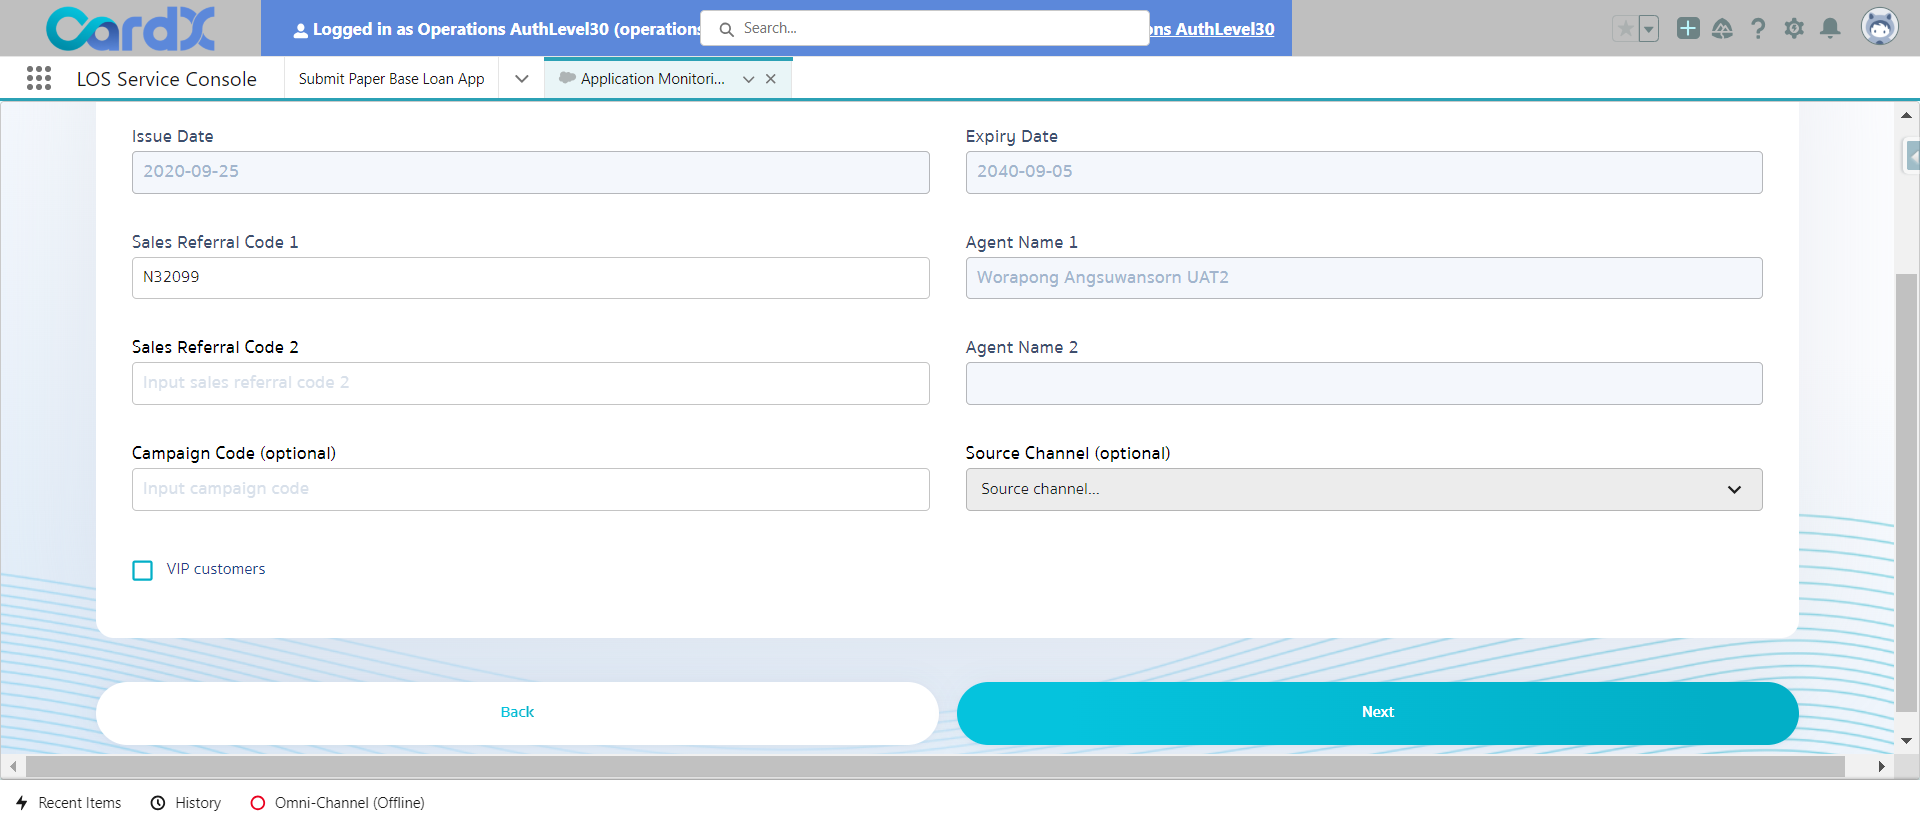 CardX
Logged in as Operations AuthLevel30 (operations
Search...
ns AuthLevel30
LOS Service Console
Submit Paper Base Loan App
Application Monitori...
Issue Date
Expiry Date
2020-09-25
2040-09-05
Sales Referral Code 1
Agent Name 1
N32099
Worapong Angsuwansorn UAT2
Sales Referral Code 2
Agent Name 2
Input sales referral code 2
Campaign Code (optional)
Source Channel (optional)
Input campaign code
Source channel...
VIP customers
Back
Next
Recent Items
History
Omni-Channel (Offline)